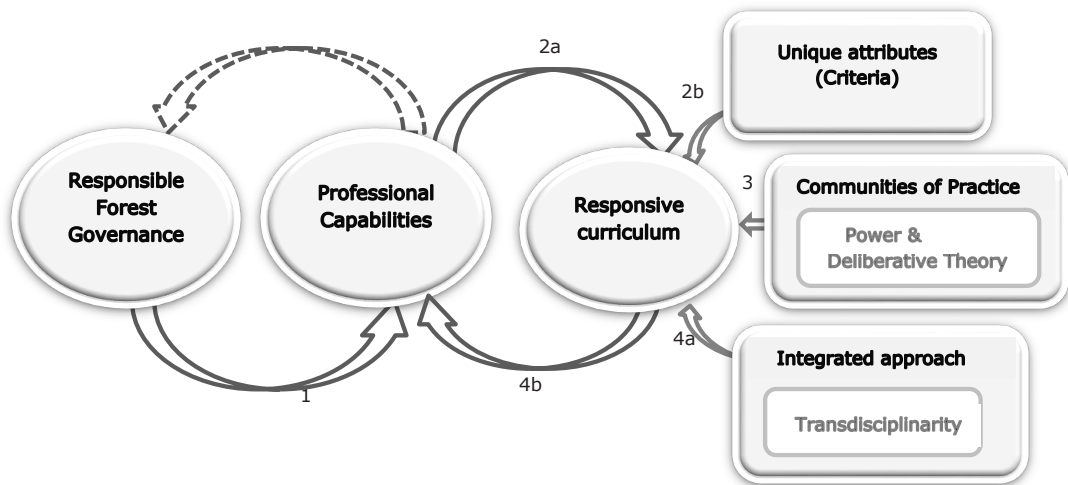 2a
Unique attributes
(Criteria)
2b
Responsible
Forest
Governance
Professional
Capabilities
Responsive
curriculum
3
Communities of Practice
Power &
Deliberative Theory
4a
Integrated approach
Transdisciplinarity
4b
1